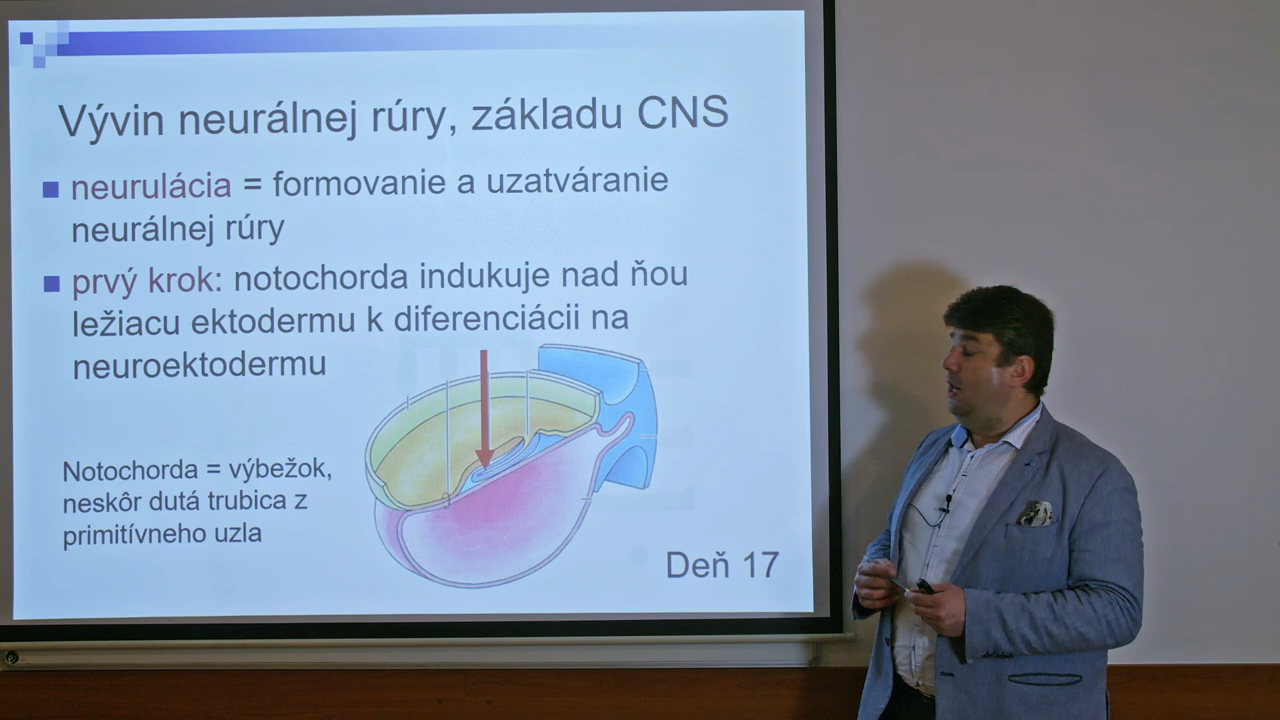 Vývin neurálnej rúry, základu CNS
neurulácia = formovanie a uzatváranie
neurálnej rúry
prvý krok: notochorda indukuje nad ňou
ležiacu ektodermu k diferenciácii na
neuroektodermu
Notochorda = výbežok,
neskôr dutá trubica z
primitívneho uzla
Deň 17